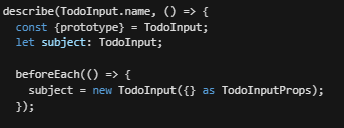 describe(TodoInput.name, () => {
const {prototype} = TodoInput;
let subject: TodoInput;
beforeEach(() => {
subject = new TodoInput({} as TodoInputProps);
});